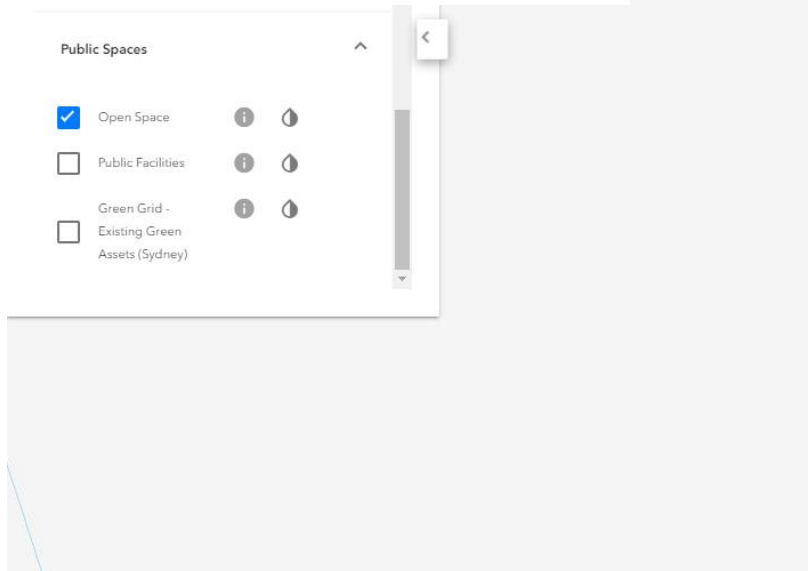 Public Spaces
Open Space
Public Facilities
Green Grid -
Existing Green
Assets (Sydney)